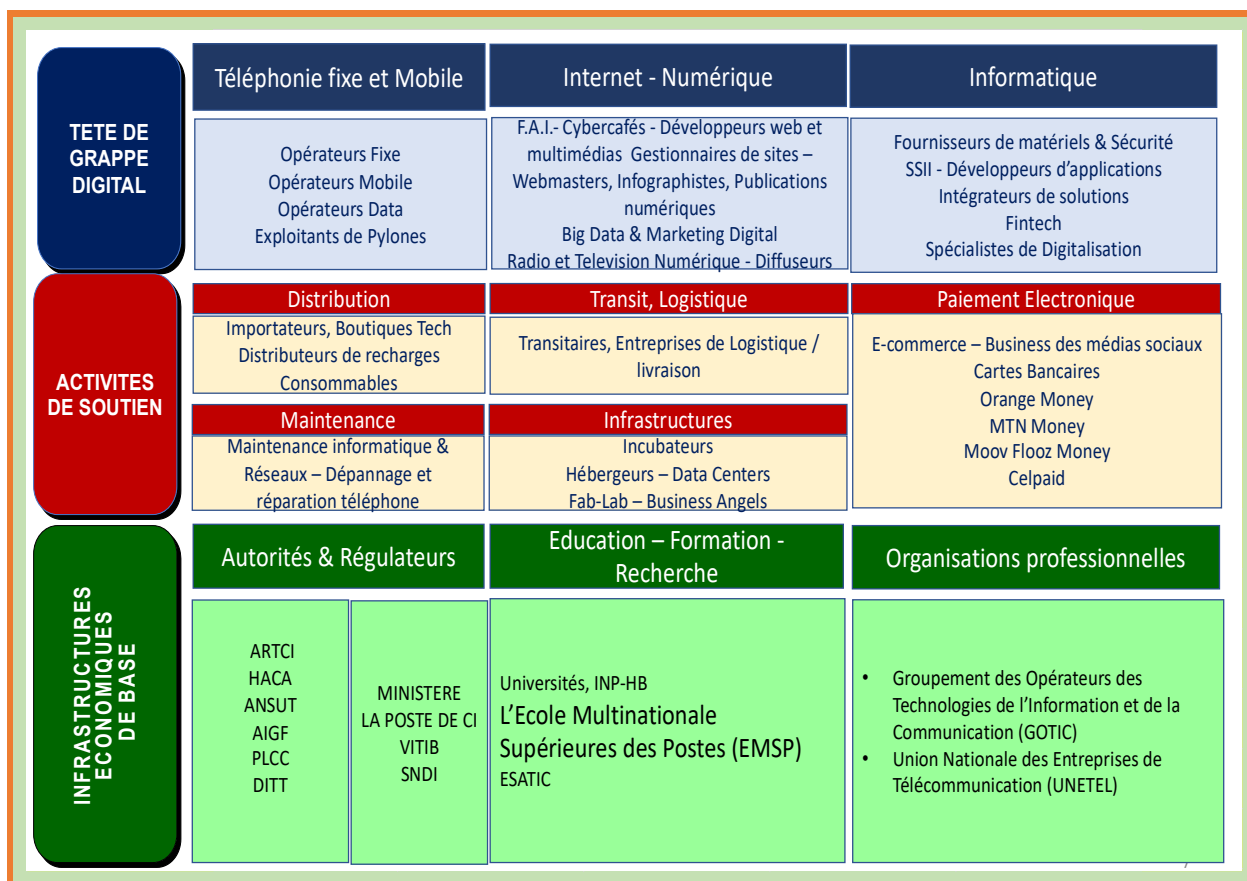 TETE DE
GRAPPE
DIGITAL
Téléphonie fixe et Mobile
Opérateurs Fixe
Opérateurs Mobile
Opérateurs Data
Exploitants de Pylones
Internet - Numérique
F.A.I.- Cybercafés - Développeurs web et
multimédias Gestionnaires de sites –
Webmasters, Infographistes, Publications
numériques
Big Data & Marketing Digital
Radio et Television Numérique - Diffuseurs
Informatique
Fournisseurs de matériels & Sécurité
SSII - Développeurs d’applications
Intégrateurs de solutions
Fintech
Spécialistes de Digitalisation
ACTIVITES
DE SOUTIEN
Distribution
Importateurs, Boutiques Tech
Distributeurs de recharges
Consommables
Transit, Logistique
Transitaires, Entreprises de Logistique /
livraison
Paiement Electronique
E-commerce – Business des médias sociaux
Cartes Bancaires
Orange Money
MTN Money
Moov Flooz Money
Celpaid
Maintenance
Maintenance informatique &
Réseaux – Dépannage et
réparation téléphone
Infrastructures
Incubateurs
Hébergeurs – Data Centers
Fab-Lab – Business Angels
INFRASTRUCTURES
ECONOMIQUES
DE BASE
Autorités & Régulateurs
ARTCI
HACA
ANSUT
AIGF
PLCC
DITT
MINISTERE
LA POSTE DE CI
VITIB
SNDI
Education – Formation -
Recherche
Universités, INP-HB
L’Ecole Multinationale
Supérieures des Postes (EMSP)
ESATIC
Organisations professionnelles
• Groupement des Opérateurs des
Technologies de l’Information et de la
Communication (GOTIC)
• Union Nationale des Entreprises de
Télécommunication (UNETEL)